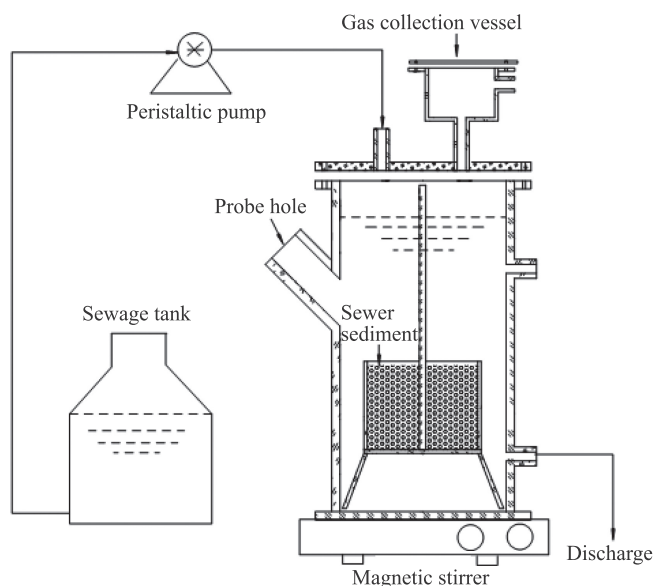 Gas collection vessel
Peristaltic pump
Probe hole
Sewage tank
Sewer
sediment
Discharge
Magnetic stirrer